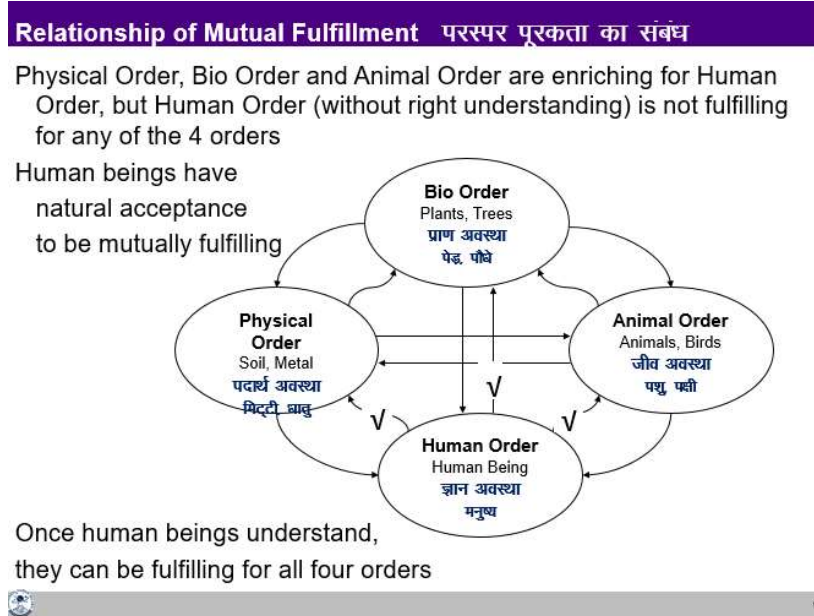 Relationship of Mutual Fulfillment परस्पर पूरकता का संबंध
Physical Order, Bio Order and Animal Order are enriching for Human
Order, but Human Order (without right understanding) is not fulfilling
for any of the 4 orders
Human beings have
natural acceptance
to be mutually fulfilling
Bio Order
Plants, Trees
प्राण अवस्था
पेड़, पौधे
Physical
Order
Soil, Metal
पदार्थ अवस्था
मिट्टी, धातु
Animal Order
Animals, Birds
जीव अवस्था
पशु, पक्षी
√
√
√
Human Order
Human Being
ज्ञान अवस्था
मनुष्य
Once human beings understand,
they can be fulfilling for all four orders